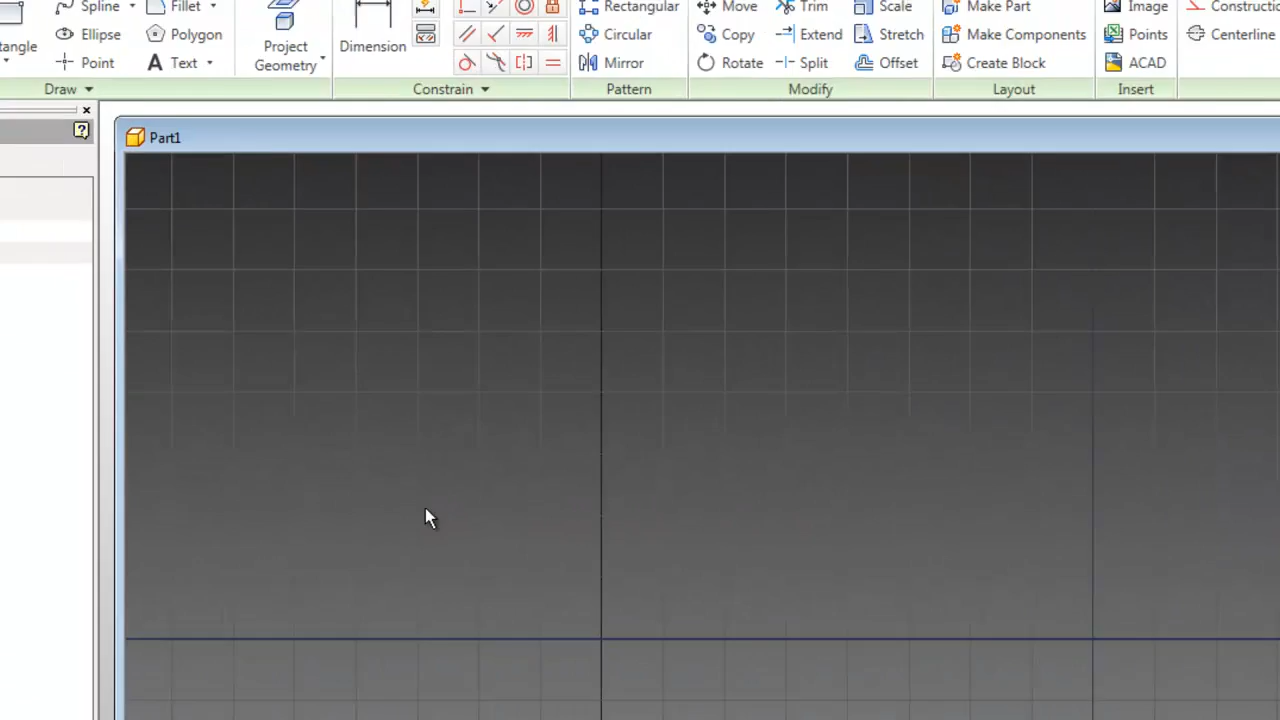 Spline Fillet Rectangular Move Trim Scale Make Part Image
tangle Ellipse Polygon Project Dimension Circular Copy Extend Stretch Make Components Points Centerline
Point A Text Geometry Mirror Rotate Split Offset Create Block ACAD
Draw Constrain Pattern Modify Layout Insert
Part1